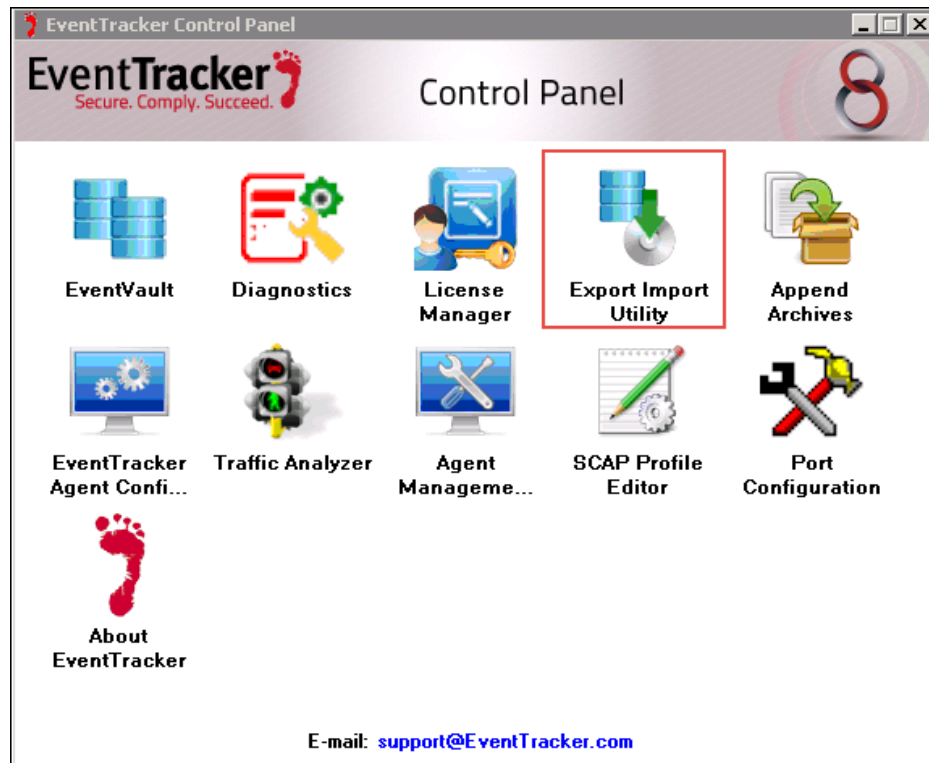 EventTracker Control Panel
EventTracker
Secure. Comply. Succeed.
Control Panel
8
EventVault
Diagnostics
License
Manager
Export Import
Utility
Append
Archives
EventTracker
Agent Confi...
Traffic Analyzer
Agent
Manageme...
SCAP Profile
Editor
Port
Configuration
About
EventTracker
E-mail: support@EventTracker.com